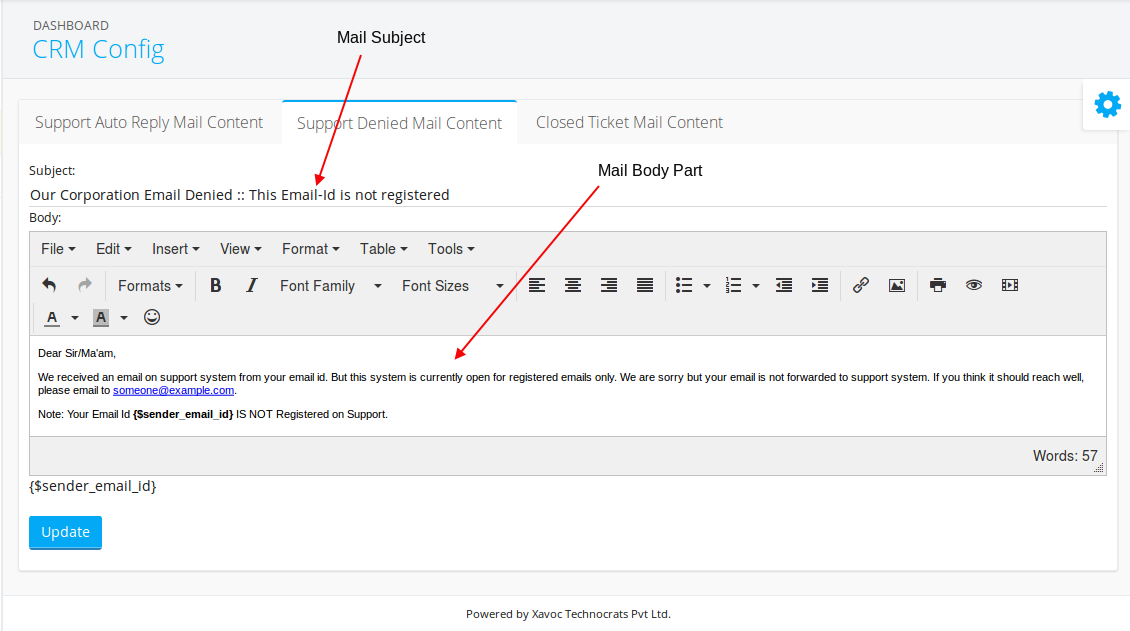 DASHBOARD
CRM Config
Mail Subject
Support Auto Reply Mail Content
Support Denied Mail Content
Closed Ticket Mail Content
Subject:
Mail Body Part
Our Corporation Email Denied :: This Email-Id is not registered
Body:
File Edit Insert View Format Table Tools
Formats B I Font Family Font Sizes
A A
Dear Sir/Ma'am,
We received an email on support system from your email id. But this system is currently open for registered emails only. We are sorry but your email is not forwarded to support system. If you think it should reach well,
please email to someone@example.com.
Note: Your Email Id {$sender_email_id} IS NOT Registered on Support.
Words: 57
{$sender_email_id}
Update
Powered by Xavoc Technocrats Pvt Ltd.